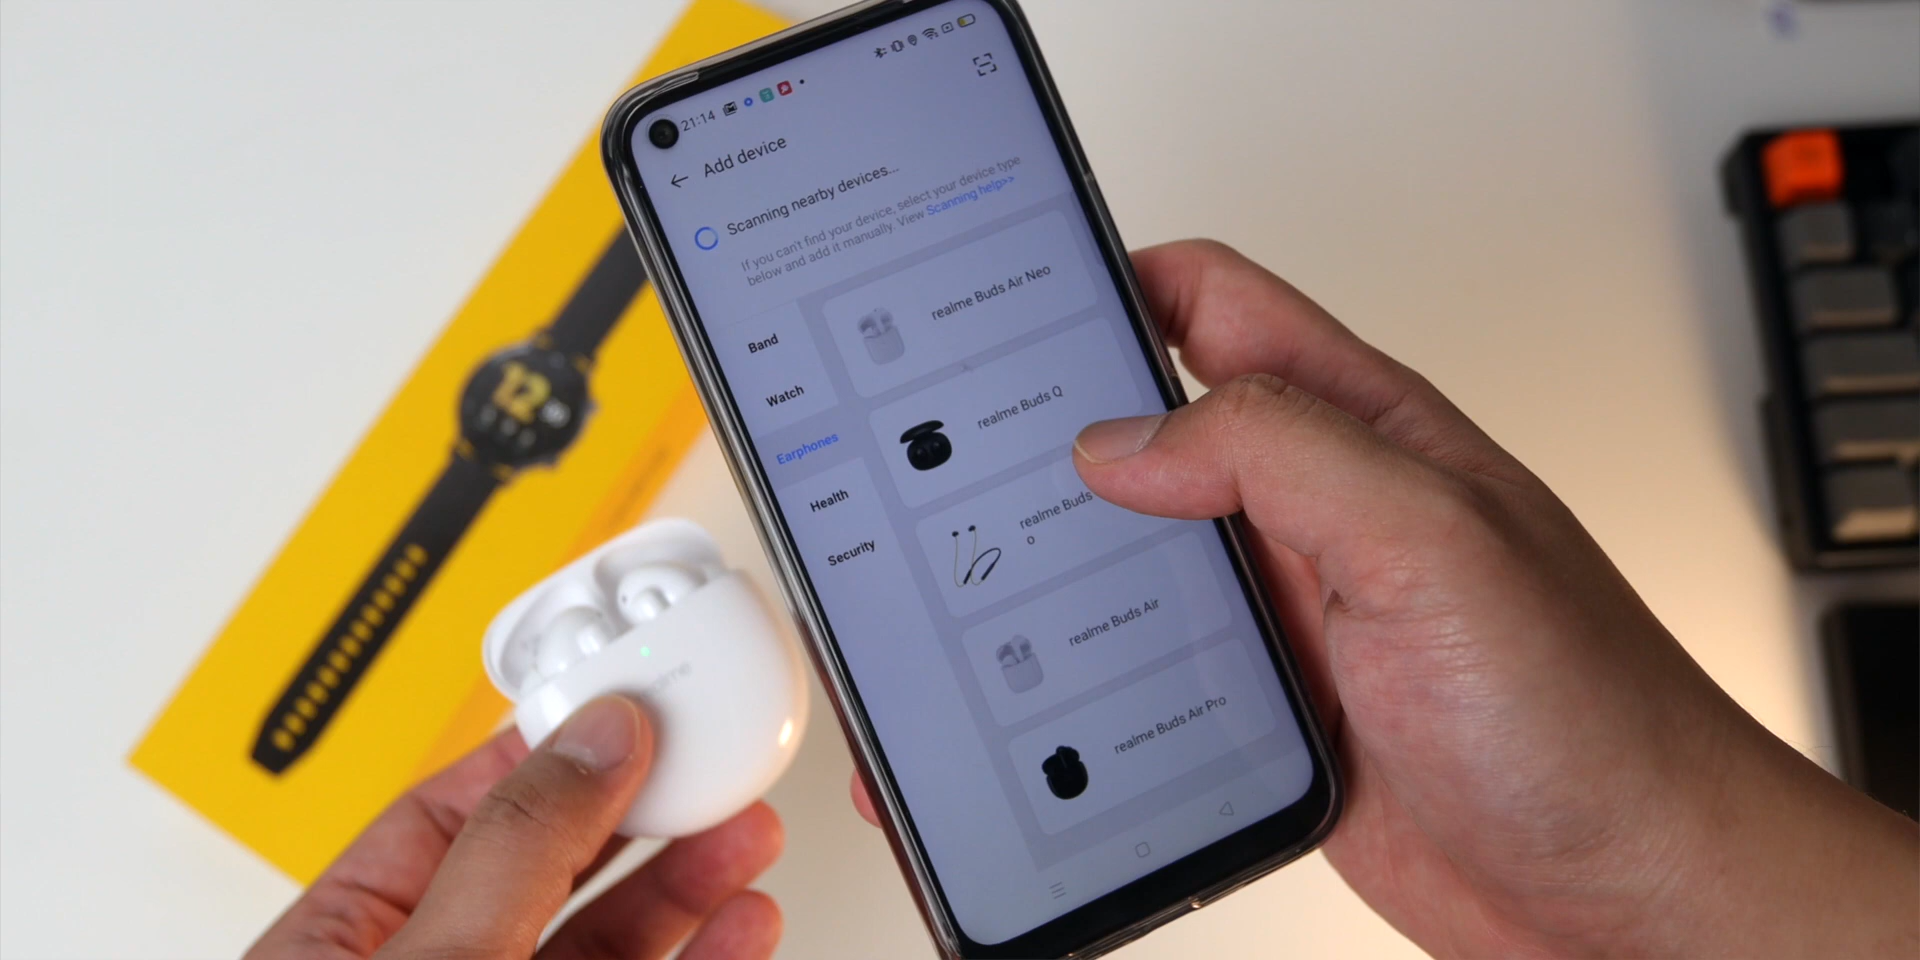 21:14
Add device
Scanning nearby devices...
If you can't find your device, select your device type
below and add it manually. View Scanning help>>
Band
Watch
Earphones
Health
Security
realme Buds Air Neo
realme Buds Q
realme Buds
o
realme Buds Air
realme Buds Air Pro
12
realme